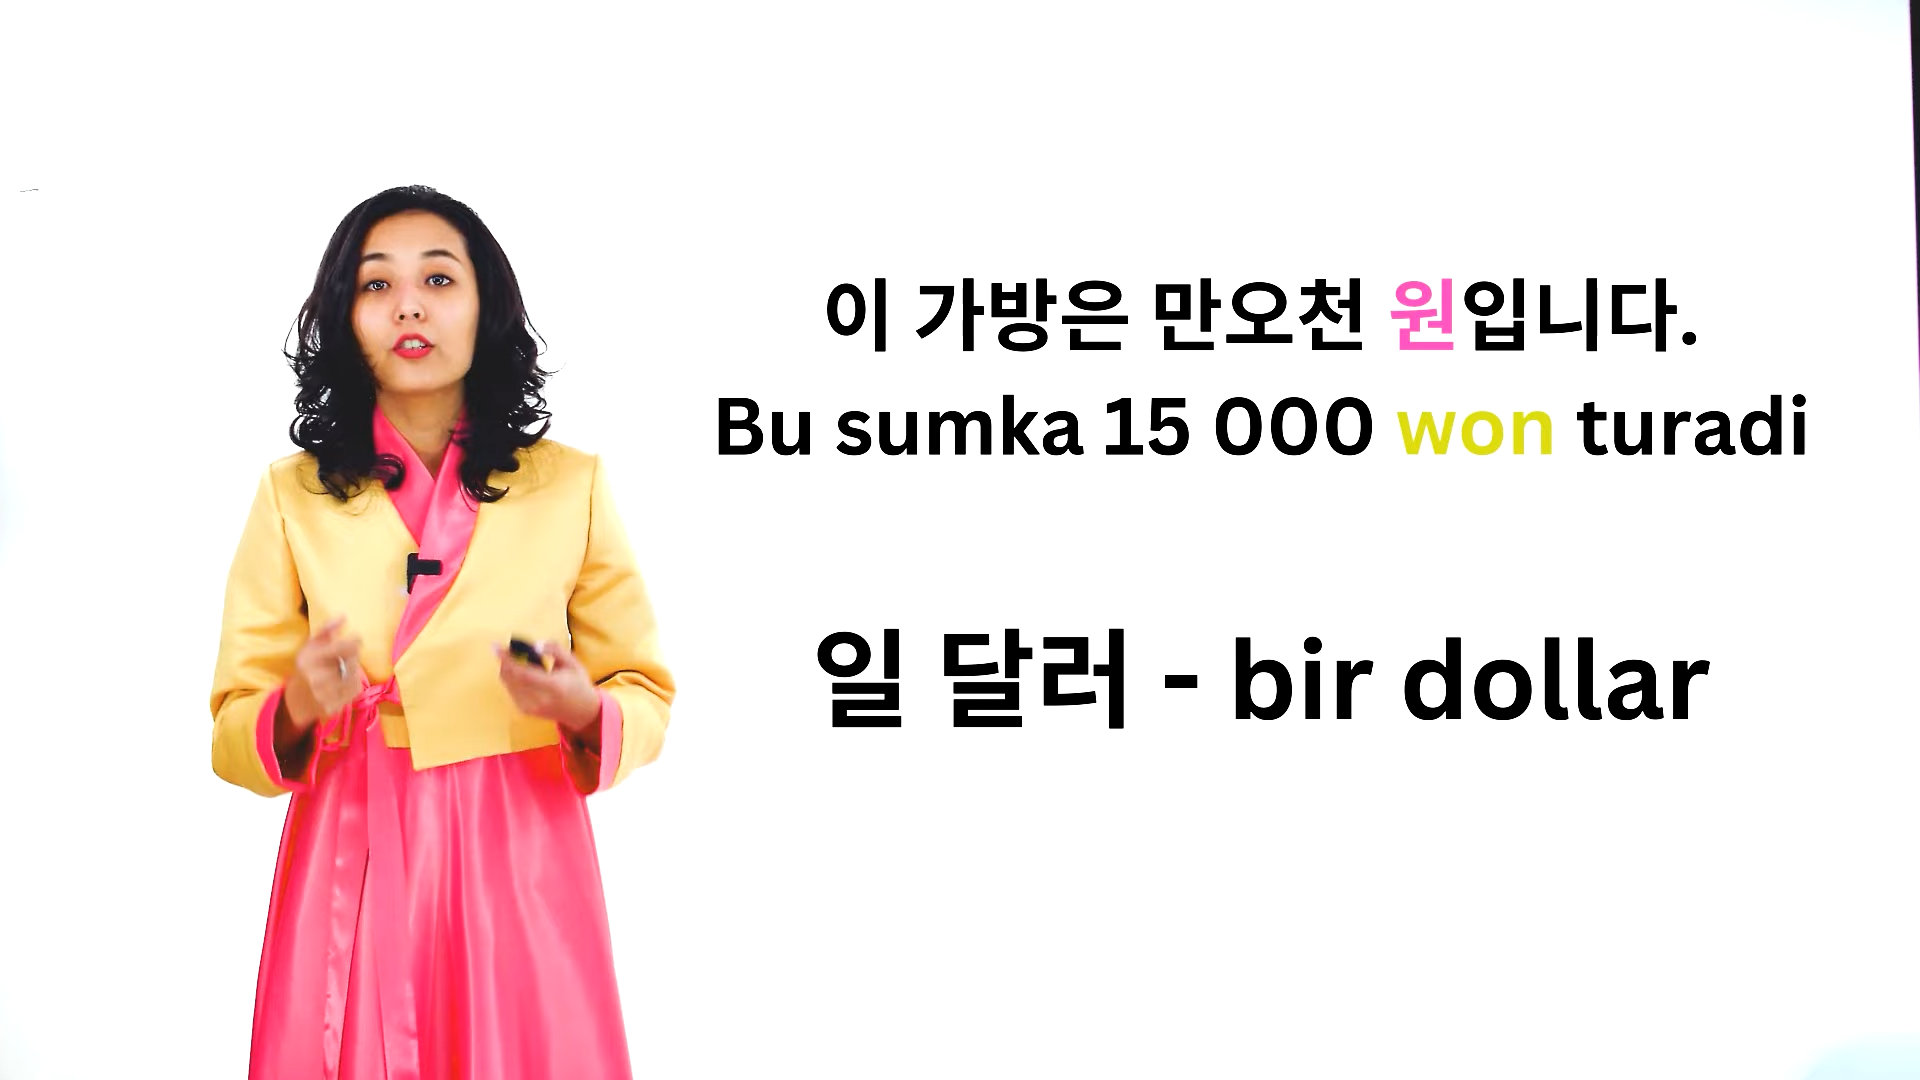 이 가방은 만오천 원입니다.
Bu sumka 15 000 won turadi
일 달러 - bir dollar